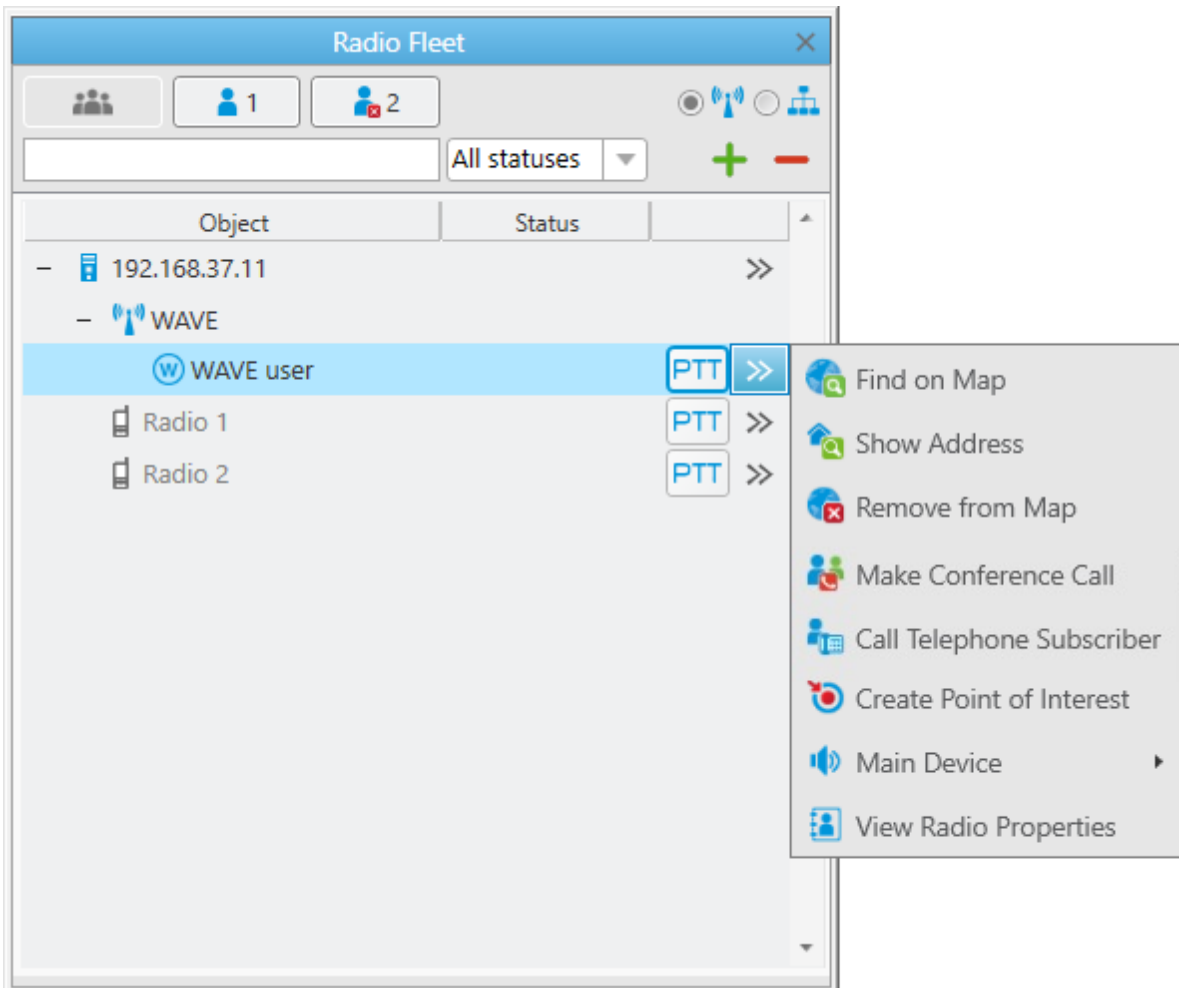 Radio Fleet
1
2
All statuses
Object Status
192.168.37.11
WAVE
W WAVE user PTT
Radio 1 PTT
Radio 2 PTT
Find on Map
Show Address
Remove from Map
Make Conference Call
Call Telephone Subscriber
Create Point of Interest
Main Device
View Radio Properties